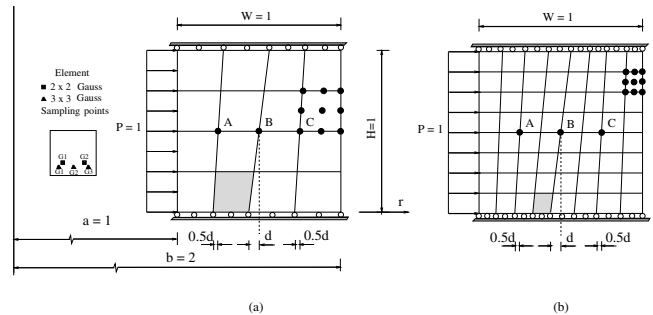 W = 1
Element
2 x 2 Gauss
3 x 3 Gauss
Sampling points
G1 G2
G1 G2 G3
P = 1
A
B
C
H=1
r
a = 1
0.5d
d
0.5d
b = 2
(a)
W = 1
P = 1
A
B
C
0.5d
d
0.5d
(b)